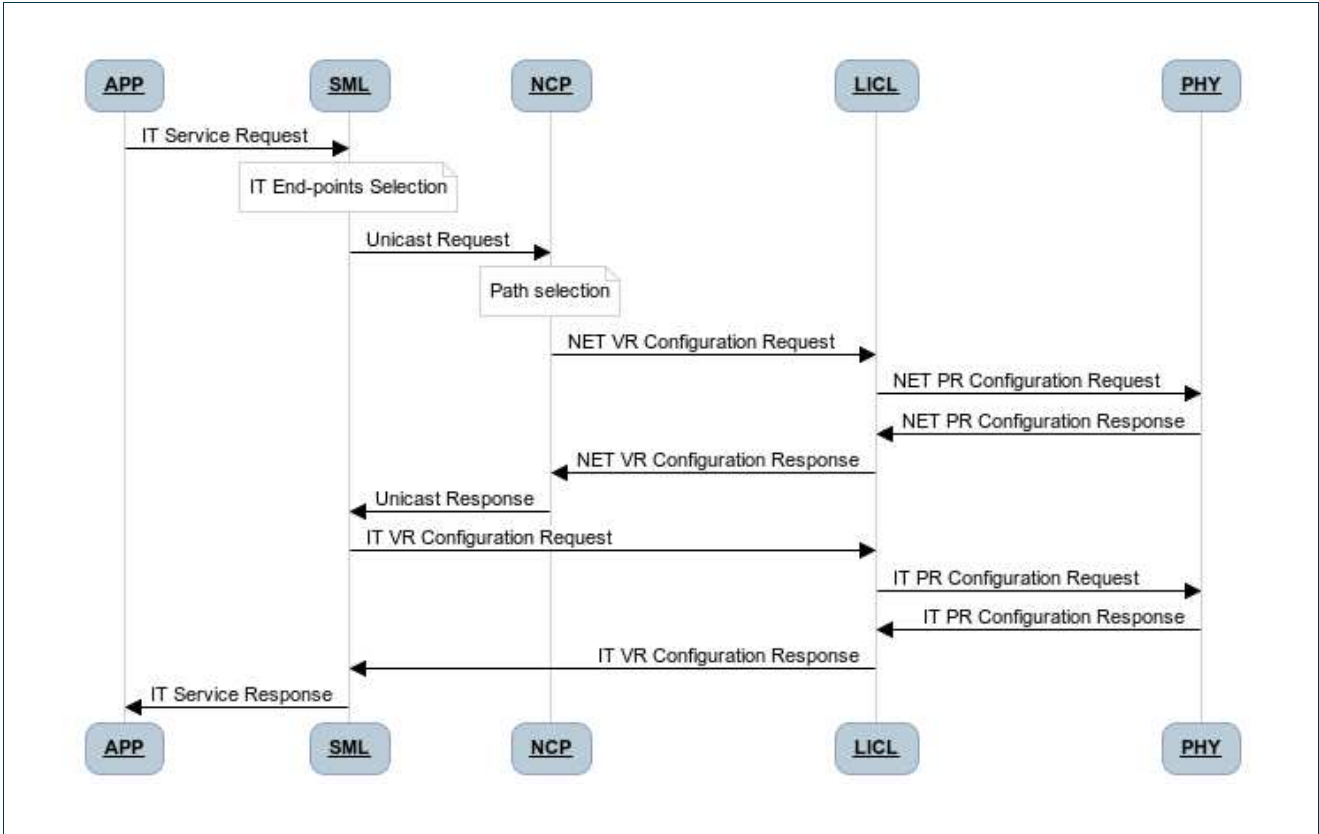 APP SML NCP LICL PHY
IT Service Request
IT End-points Selection
Unicast Request
Path selection
NET VR Configuration Request
NET PR Configuration Request
NET PR Configuration Response
NET VR Configuration Response
Unicast Response
IT VR Configuration Request
IT PR Configuration Request
IT PR Configuration Response
IT VR Configuration Response
IT Service Response
APP SML NCP LICL PHY